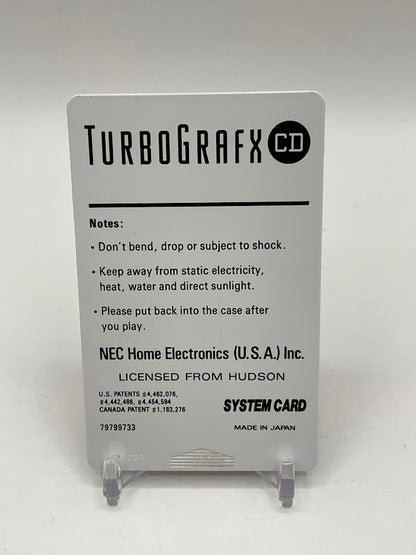 TURBOGRAFX CD
Notes:
• Don't bend, drop or subject to shock.
• Keep away from static electricity,
heat, water and direct sunlight.
• Please put back into the case after
you play.
NEC Home Electronics (U.S.A.) Inc.
LICENSED FROM HUDSON
U.S. PATENTS #4,462,076,
#4,442,486, #4,454,594
CANADA PATENT #1,183,276
SYSTEM CARD
79799733
MADE IN JAPAN